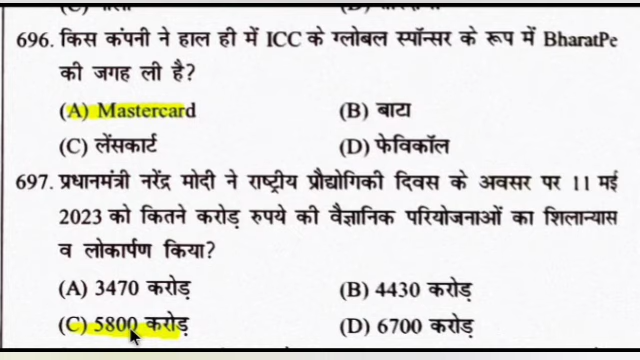 696. किस कंपनी ने हाल ही में ICC के ग्लोबल स्पॉन्सर के रूप में BharatPe
की जगह ली है?
(A) Mastercard (B) बाटा
(C) लेंसकार्ट (D) फेविकॉल
697. प्रधानमंत्री नरेंद्र मोदी ने राष्ट्रीय प्रौद्योगिकी दिवस के अवसर पर 11 मई
2023 को कितने करोड़ रुपये की वैज्ञानिक परियोजनाओं का शिलान्यास
व लोकार्पण किया?
(A) 3470 करोड़ (B) 4430 करोड़
(C) 5800 करोड़ (D) 6700 करोड़